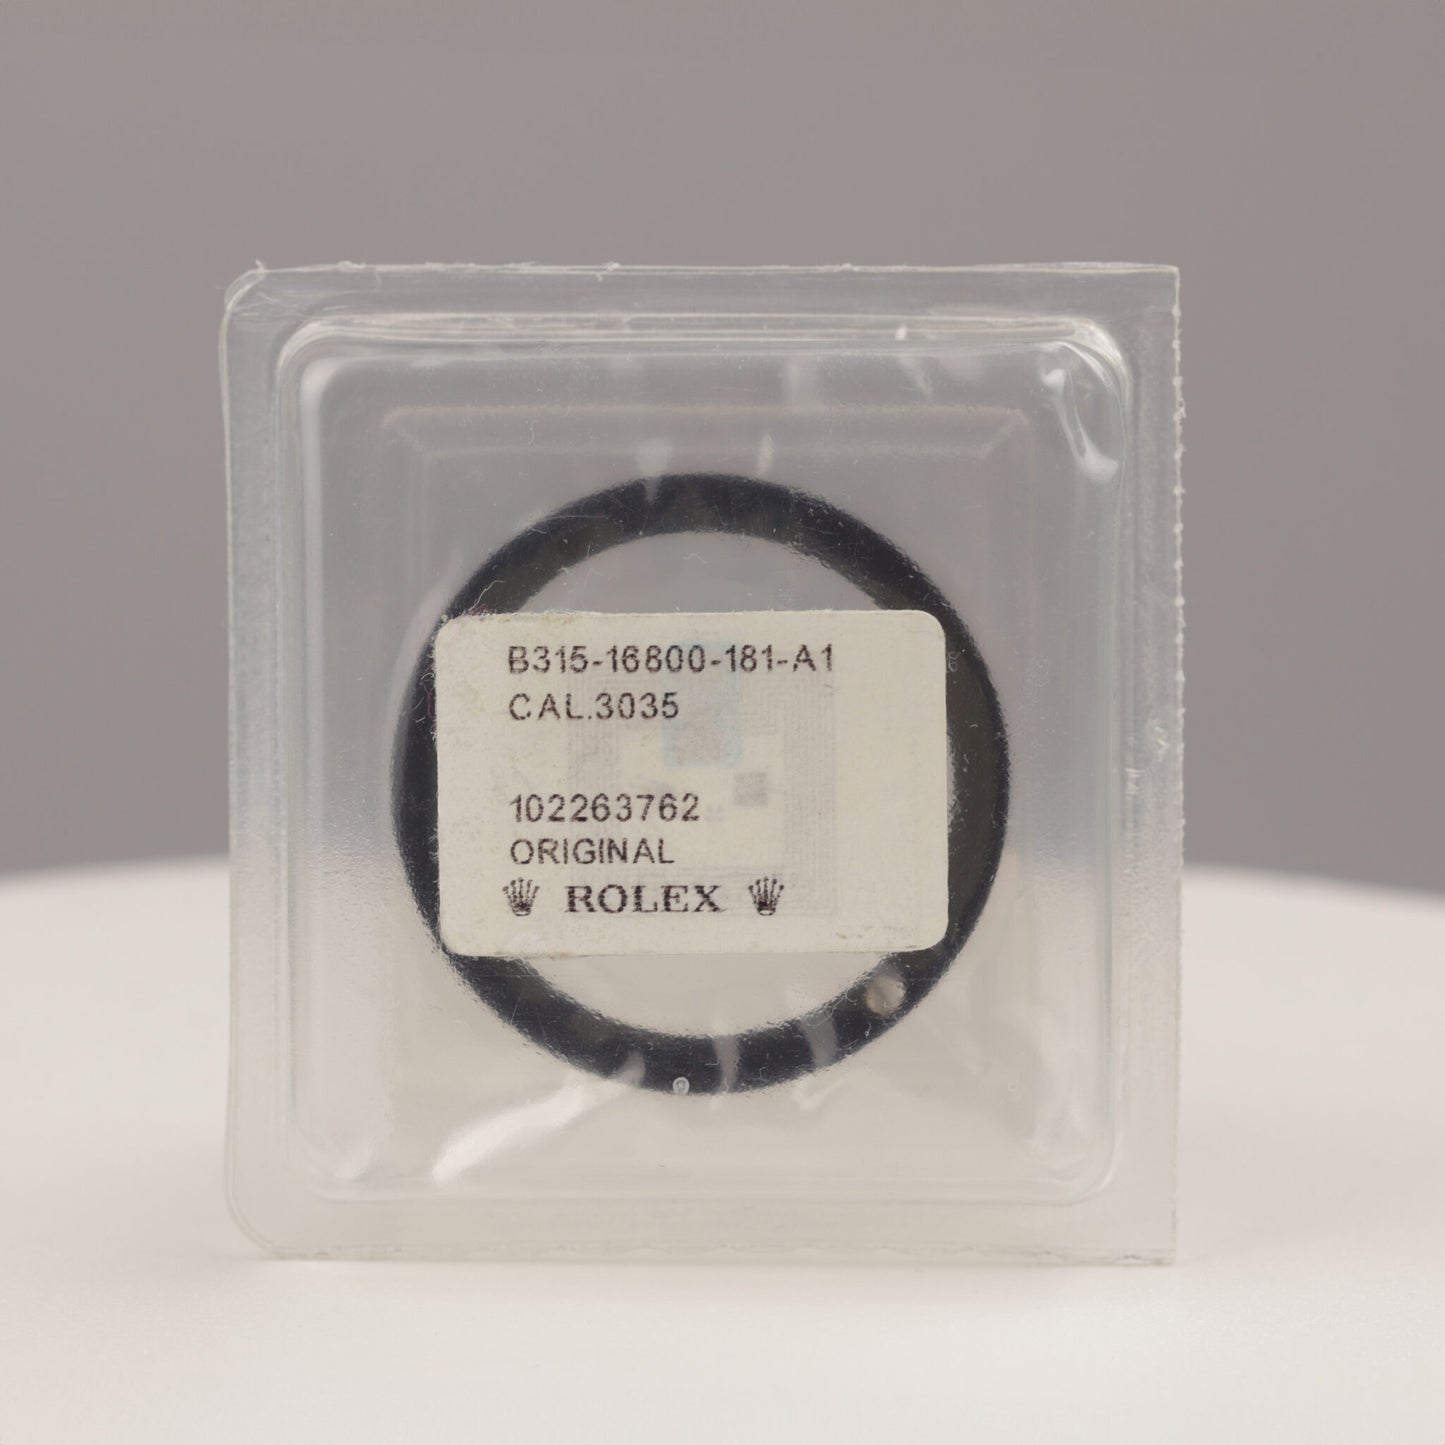 B315-16800-181-A1
CAL.3035
102263762
ORIGINAL
ROLEX